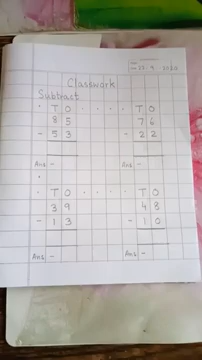 Classwork
Subtract
T O T O
8 5 7 6
- 5 3 - 2 2
Ans - Ans -
T O T O
3 9 4 8
- 1 3 - 1 0
Ans - Ans -